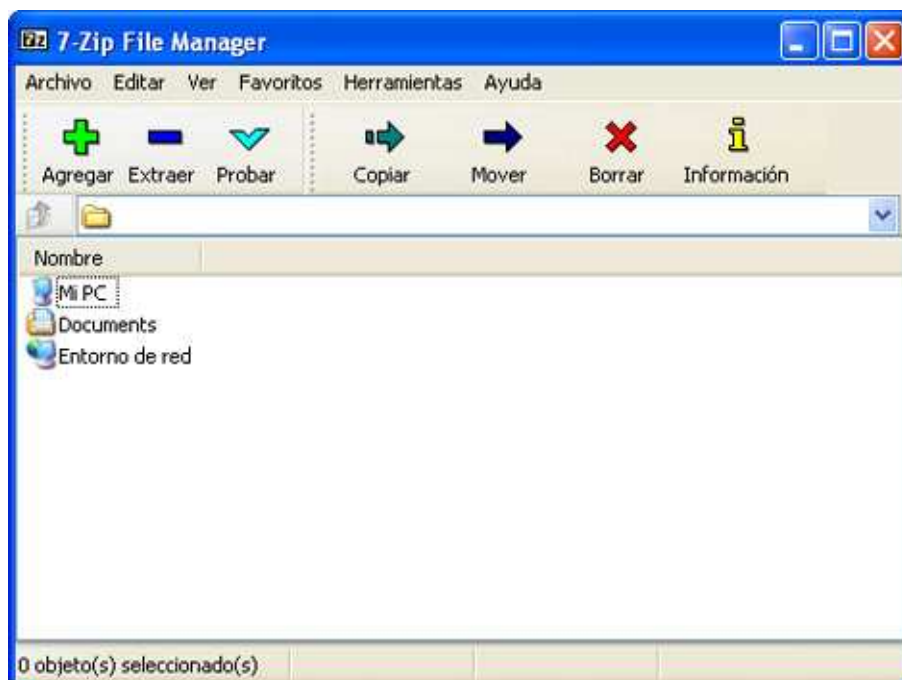 7-Zip File Manager
Archivo Editar Ver Favoritos Herramientas Ayuda
Agregar Extraer Probar Copiar Mover Borrar Información
Nombre
Mi PC
Documents
Entorno de red
0 objeto(s) seleccionado(s)